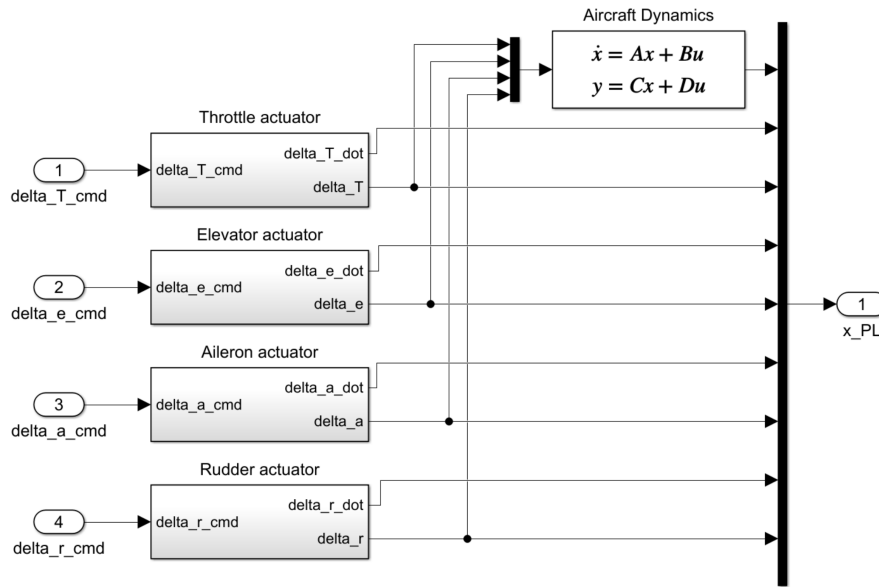 Aircraft Dynamics
ẋ = Ax + Bu
y = Cx + Du
Throttle actuator
1
delta_T_cmd
delta_T_cmd
delta_T_dot
delta_T
Elevator actuator
2
delta_e_cmd
delta_e_cmd
delta_e_dot
delta_e
1
x_PL
Aileron actuator
3
delta_a_cmd
delta_a_cmd
delta_a_dot
delta_a
Rudder actuator
4
delta_r_cmd
delta_r_cmd
delta_r_dot
delta_r